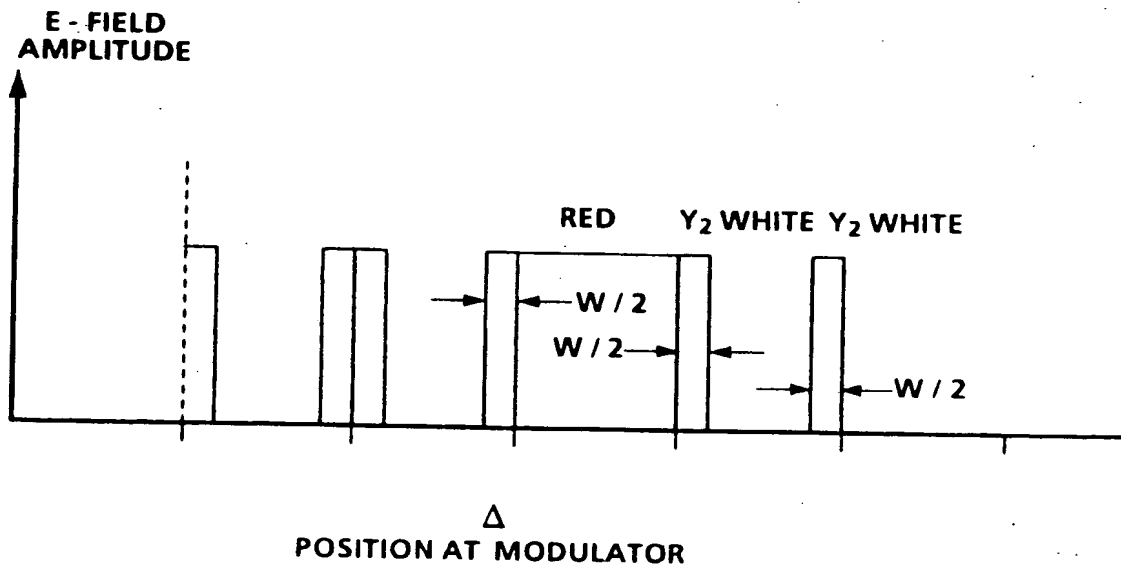 E - FIELD
AMPLITUDE
RED Y₂ WHITE Y₂ WHITE
W / 2
W / 2
W / 2
Δ
POSITION AT MODULATOR